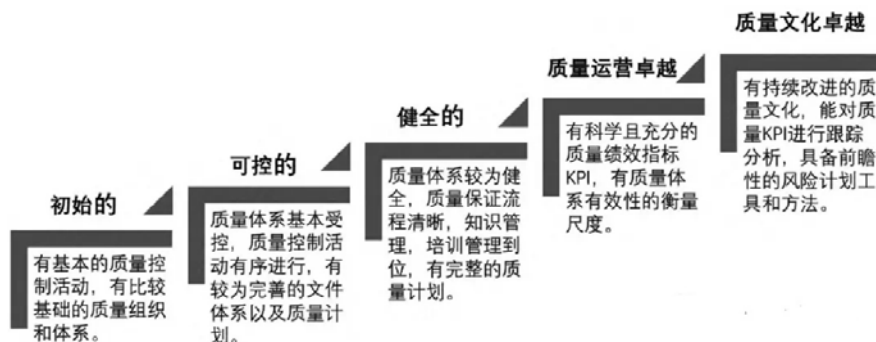 初始的
有基本的质量控
制活动，有比较
基础的质量组织
和体系。
可控的
质量体系基本受
控，质量控制活
动有序进行，有
较为完善的文件
体系以及质量计
划。
健全的
质量体系较为健
全，质量保证流
程清晰，知识管
理，培训管理到
位，有完整的质
量计划。
质量运营卓越
有科学且充分的
质量绩效指标
KPI，有质量体
系有效性的衡量
尺度。
质量文化卓越
有持续改进的质
量文化，能对质
量KPI进行跟踪
分析，具备前瞻
性的风险计划工
具和方法。